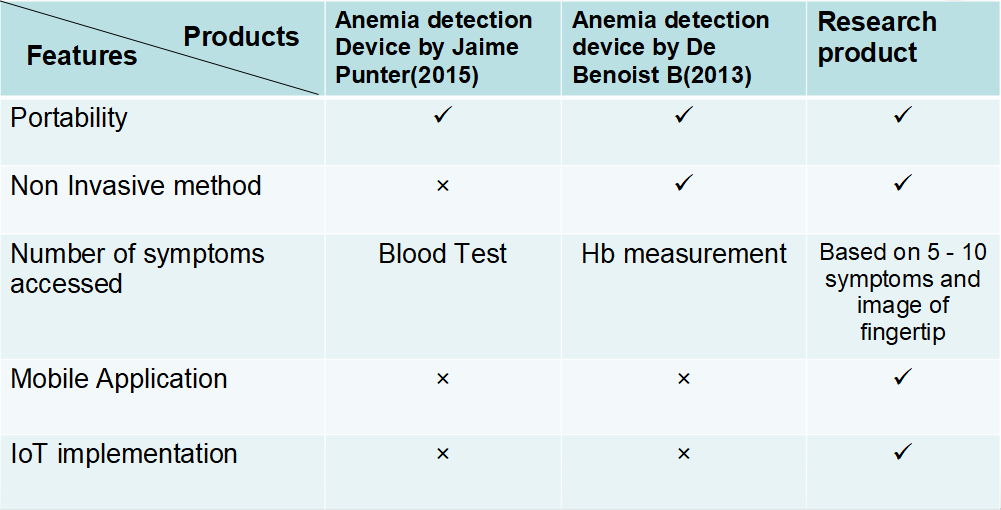 Products
Features
Anemia detection
Device by Jaime
Punter(2015)
Anemia detection
device by De
Benoist B(2013)
Research
product
Portability
✓ ✓ ✓
Non Invasive method
× ✓ ✓
Number of symptoms
accessed
Blood Test
Hb measurement
Based on 5 - 10
symptoms and
image of
fingertip
Mobile Application
× × ✓
IoT implementation
× × ✓